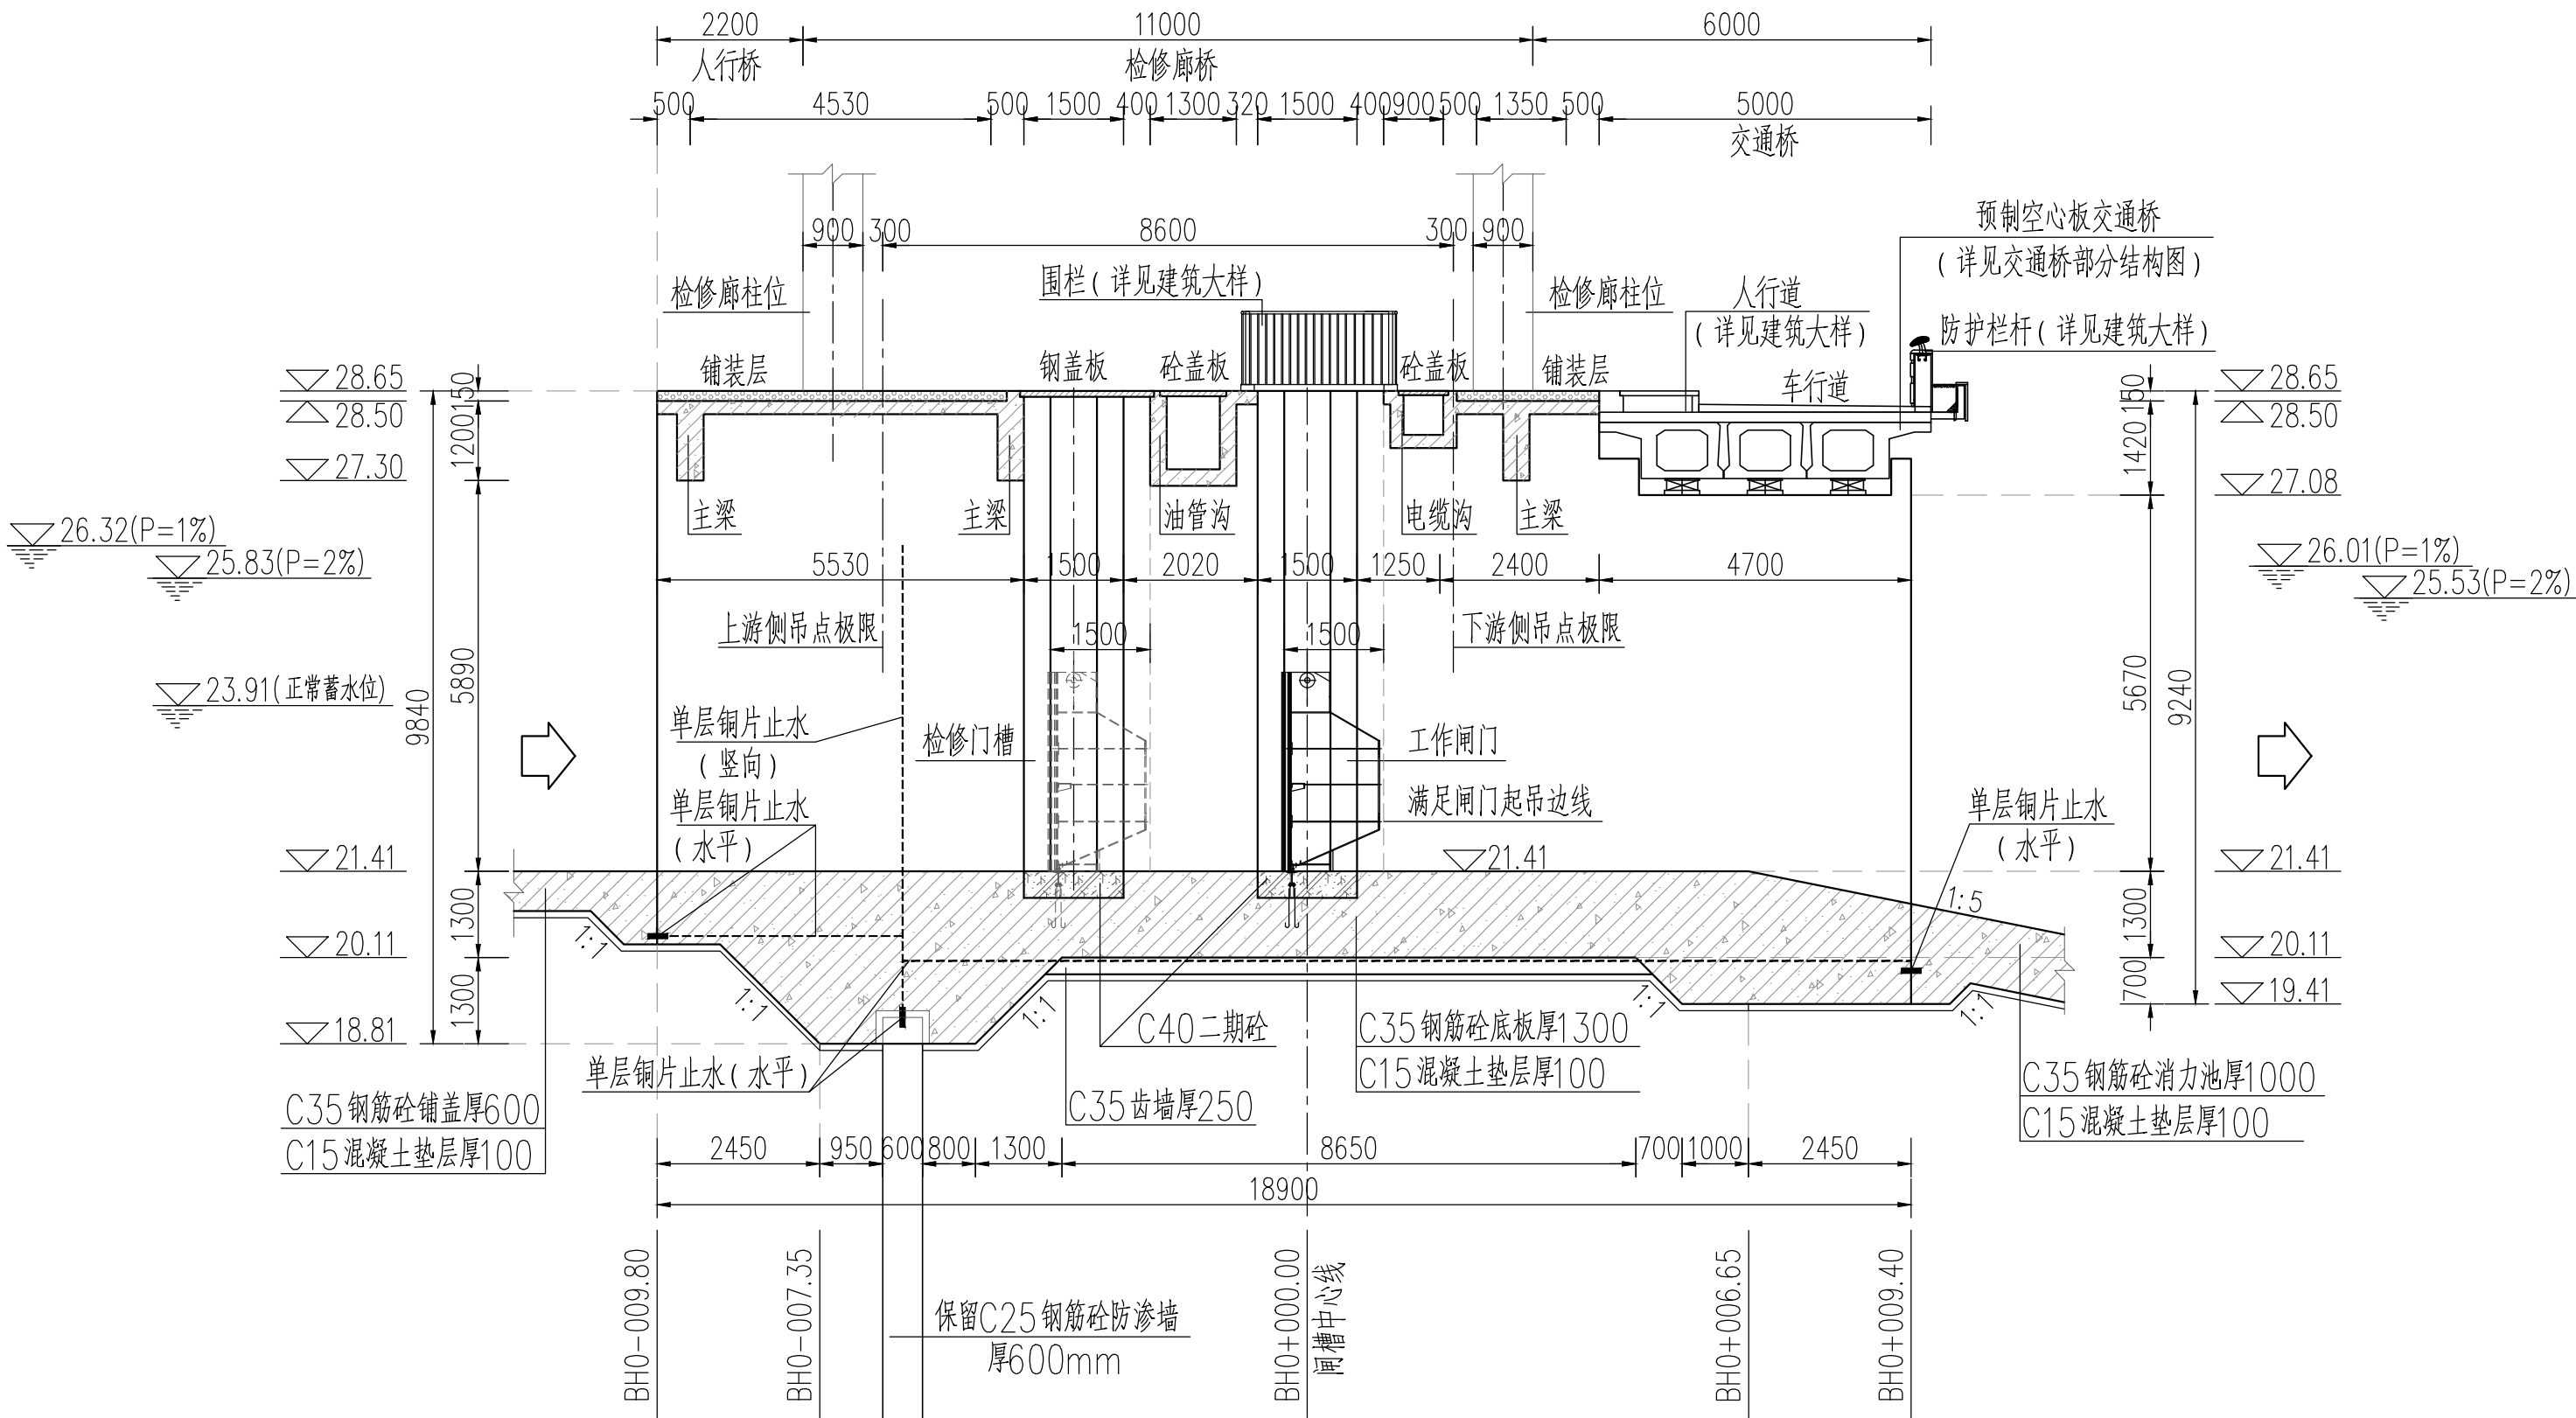 2200 11000 6000
人行桥 检修廊桥
500 4530 500 1500 400 1300 320 1500 400 900 500 1350 500 5000
交通桥
预制空心板交通桥
(详见交通桥部分结构图)
900 300 8600 300 900
围栏(详见建筑大样)
检修廊柱位 检修廊柱位
人行道
(详见建筑大样)
防护栏杆(详见建筑大样)
铺装层 钢盖板 砼盖板 砼盖板 铺装层 车行道
28.65 150 150 28.65
28.50 28.50
1200 1420
27.30 27.08
主梁 主梁 油管沟 电缆沟 主梁
26.32(P=1%) 26.01(P=1%)
25.83(P=2%) 25.53(P=2%)
5530 1500 2020 1500 1250 2400 4700
上游侧吊点极限 1500 1500 下游侧吊点极限
23.91(正常蓄水位)
9840 5890 5670 9240
单层铜片止水
(竖向)
检修门槽 工作闸门
单层铜片止水
(水平)
满足闸门起吊边线
单层铜片止水
(水平)
21.41 21.41 21.41
1300 1:5 1300
20.11 1:1 20.11
1300 1:1 1:1 1:1 1:1 700
18.81 19.41
C40二期砼
C35钢筋砼底板厚1300
C15混凝土垫层厚100
单层铜片止水(水平)
C35齿墙厚250
C35钢筋砼铺盖厚600
C15混凝土垫层厚100
C35钢筋砼消力池厚1000
C15混凝土垫层厚100
2450 950 600 800 1300 8650 700 1000 2450
18900
BH0-009.80
BH0-007.35
保留C25钢筋砼防渗墙
厚600mm
BH0+000.00
闸槽中心线
BH0+006.65
BH0+009.40